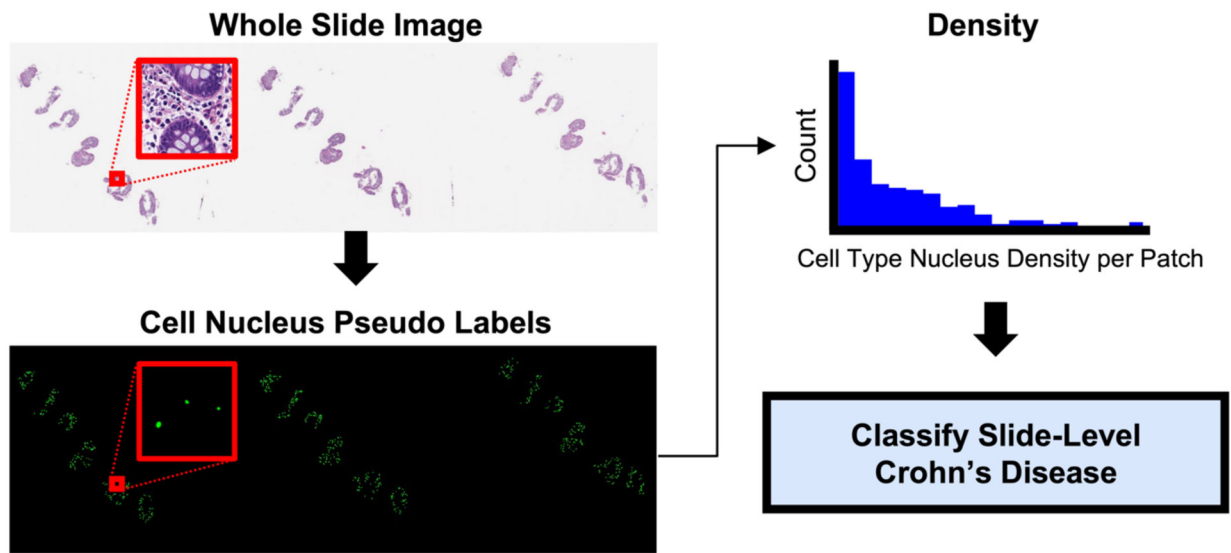 Whole Slide Image
Cell Nucleus Pseudo Labels
Density
Count
Cell Type Nucleus Density per Patch
Classify Slide-Level
Crohn's Disease